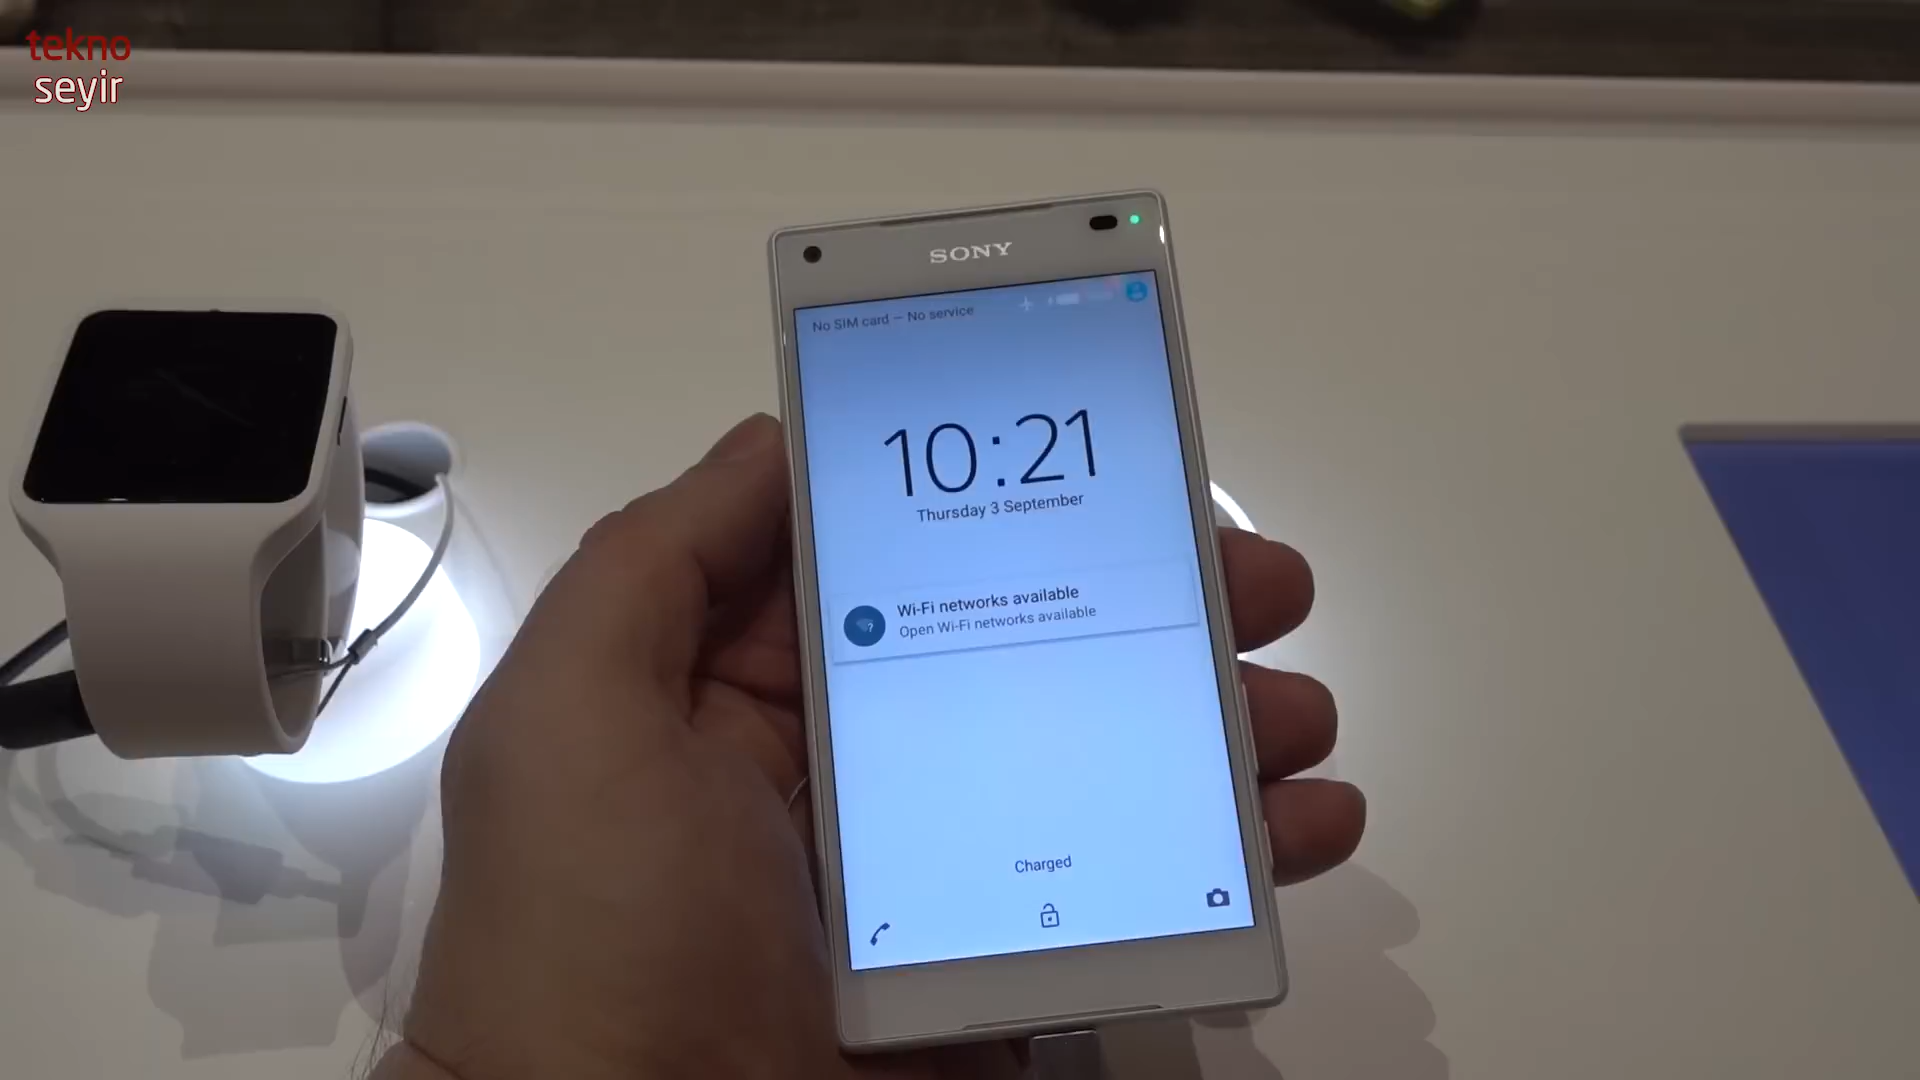 tekno
seyir
SONY
No SIM card — No service
10:21
Thursday 3 September
Wi-Fi networks available
Open Wi-Fi networks available
Charged